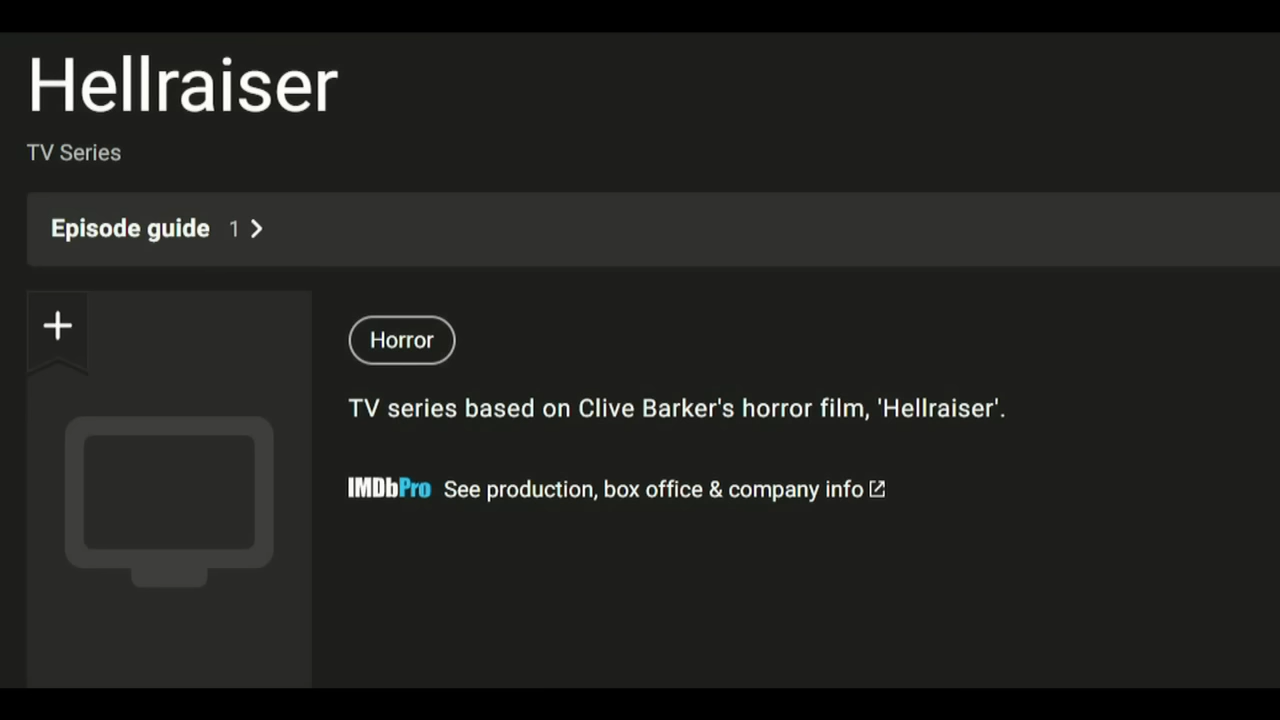 Hellraiser
TV Series
Episode guide 1
Horror
TV series based on Clive Barker's horror film, 'Hellraiser'.
IMDbPro See production, box office & company info